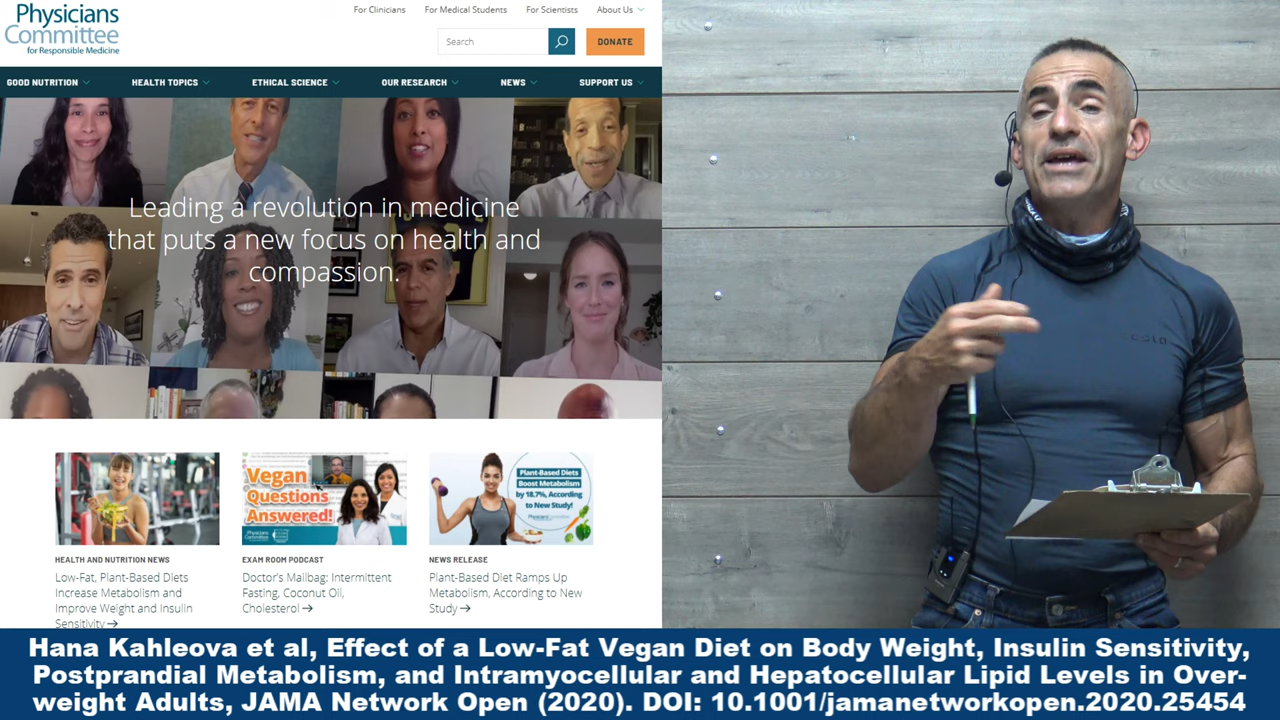 Physicians
Committee
for Responsible Medicine
For Clinicians
For Medical Students
For Scientists
About Us
Search
DONATE
GOOD NUTRITION
HEALTH TOPICS
ETHICAL SCIENCE
OUR RESEARCH
NEWS
SUPPORT US
Leading a revolution in medicine
that puts a new focus on health and
compassion.
Vegan
Questions
Answered!
Physicians
Committee
Plant-Based Diets
Boost Metabolism
by 18.7%, According
to New Study!
HEALTH AND NUTRITION NEWS
Low-Fat, Plant-Based Diets
Increase Metabolism and
Improve Weight and Insulin
Sensitivity
EXAM ROOM PODCAST
Doctor's Mailbag: Intermittent
Fasting, Coconut Oil,
Cholesterol
NEWS RELEASE
Plant-Based Diet Ramps Up
Metabolism, According to New
Study
Hana Kahleova et al, Effect of a Low-Fat Vegan Diet on Body Weight, Insulin Sensitivity,
Postprandial Metabolism, and Intramyocellular and Hepatocellular Lipid Levels in Over-
weight Adults, JAMA Network Open (2020). DOI: 10.1001/jamanetworkopen.2020.25454